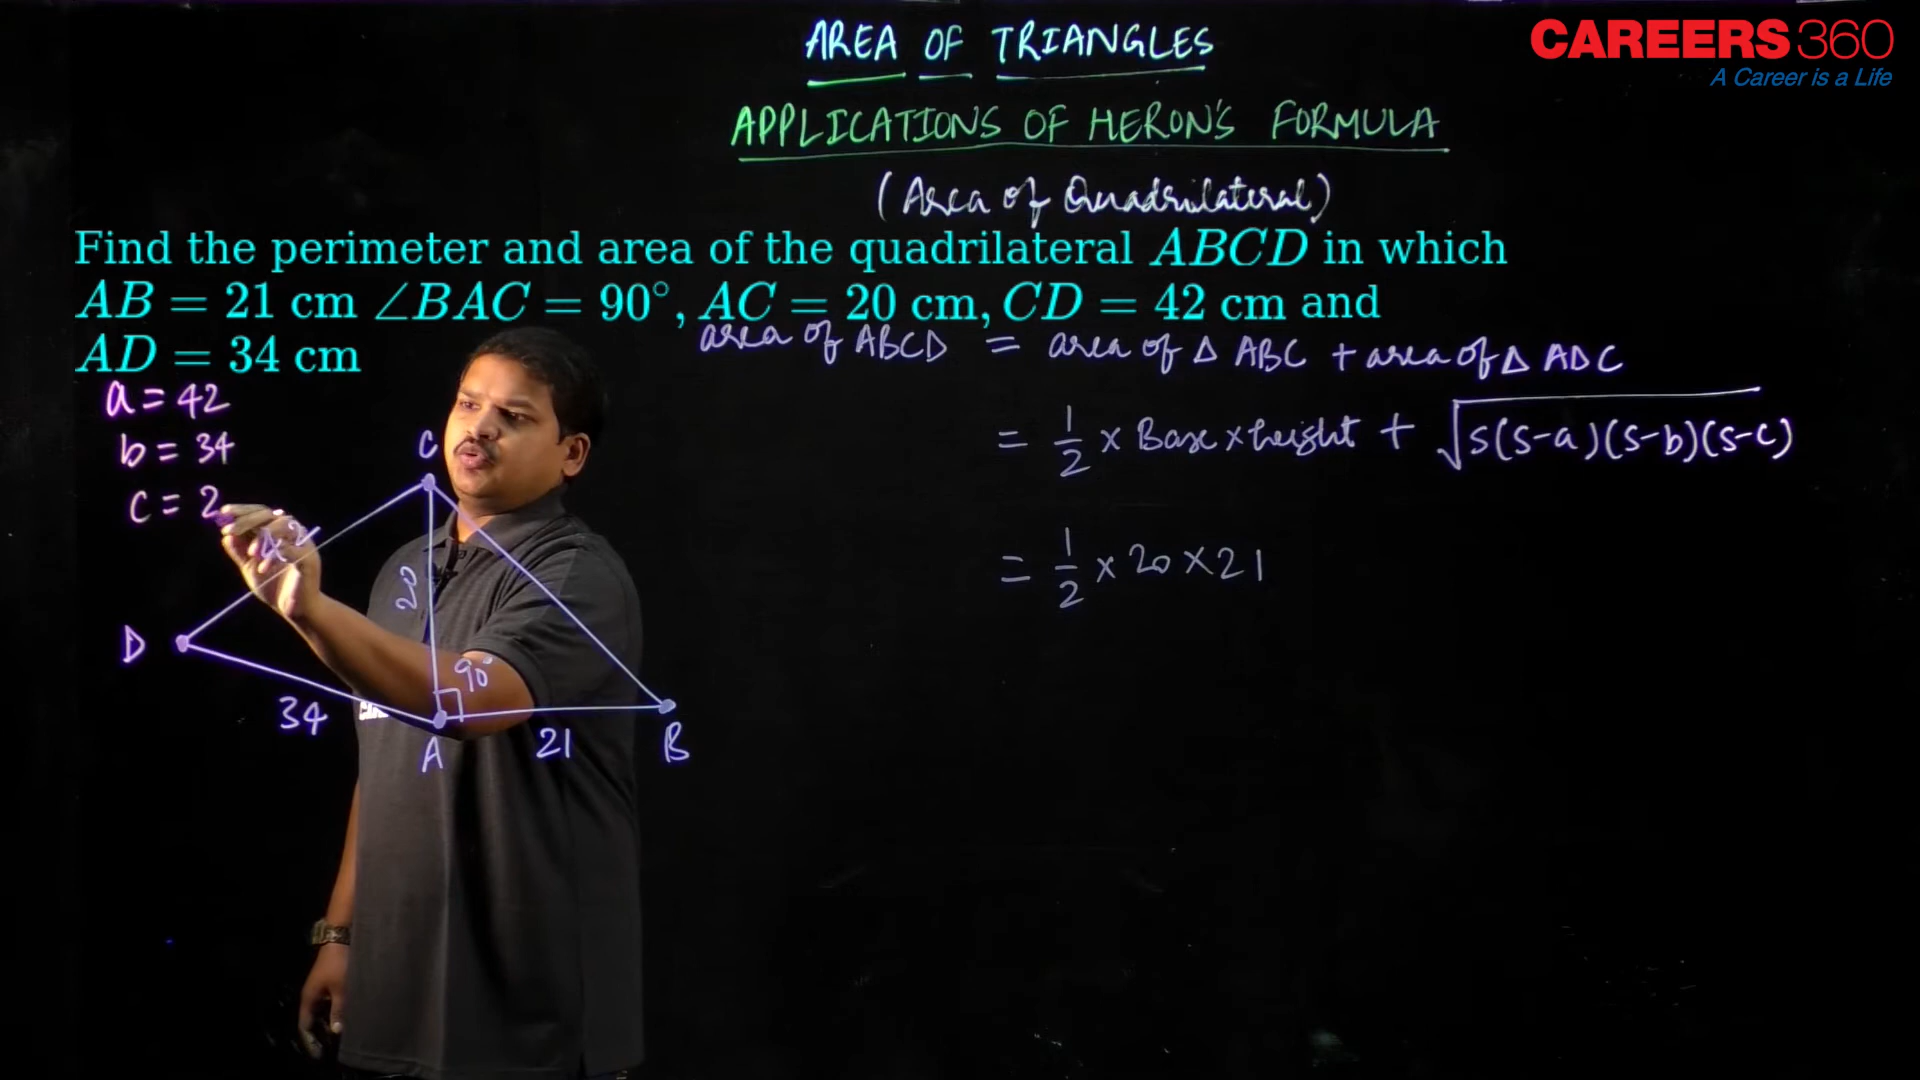 AREA OF TRIANGLES
CAREERS360
A Career is a Life
APPLICATIONS OF HERON'S FORMULA
(Area of Quadrilateral)
Find the perimeter and area of the quadrilateral ABCD in which
AB = 21 cm ∠BAC = 90°, AC = 20 cm, CD = 42 cm and
AD = 34 cm
area of ABCD = area of Δ ABC + area of Δ ADC
= 1/2 × Base × height + √s(s-a)(s-b)(s-c)
= 1/2 × 20 × 21
a = 42
b = 34
c = 2
C
42
20
D
90°
34
A
21
B